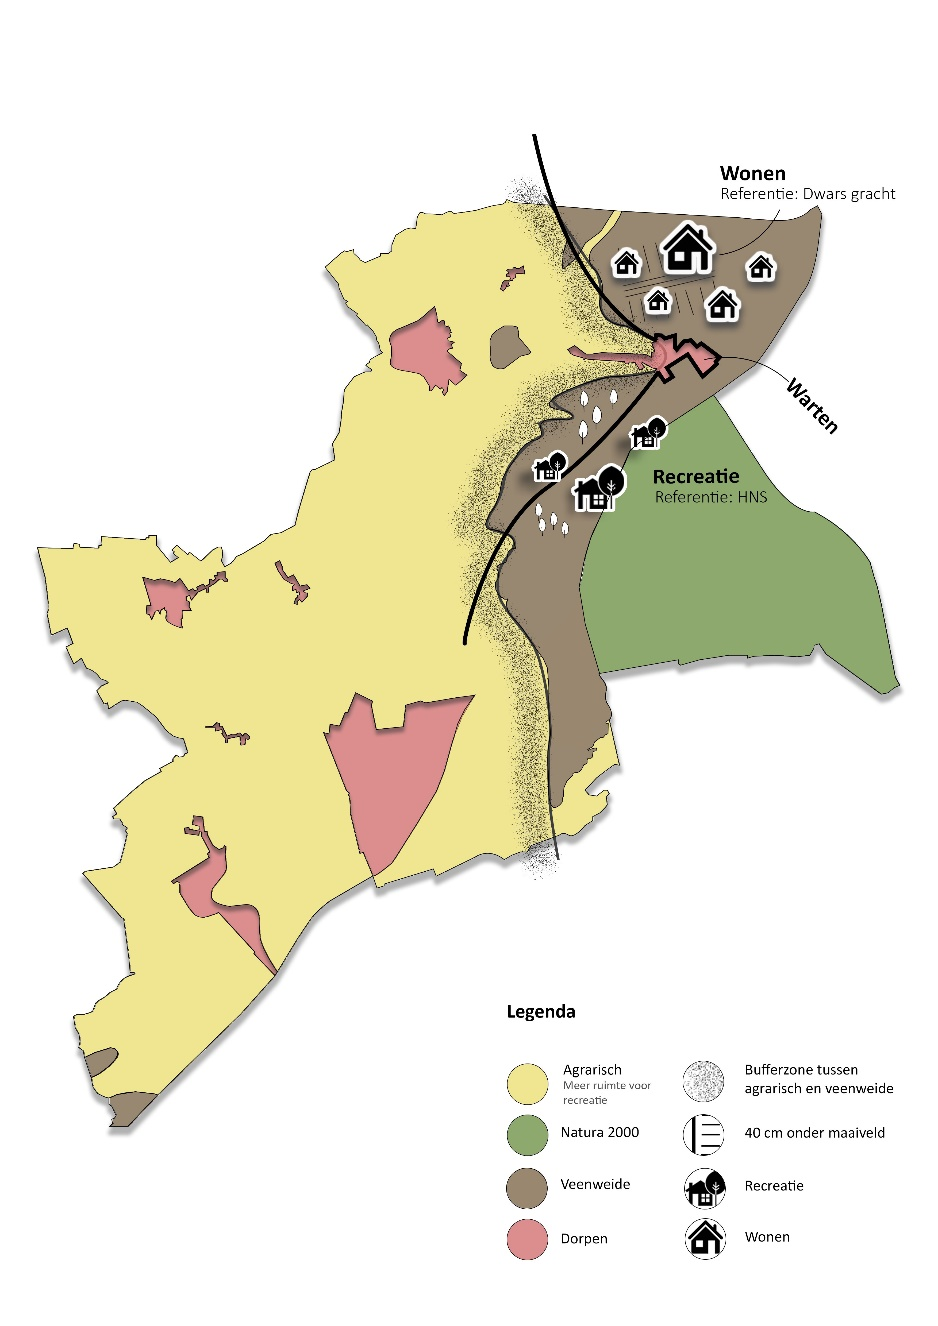 Wonen
Referentie: Dwars gracht
Warten
Recreatie
Referentie: HNS
Legenda
Agrarisch
Meer ruimte voor
recreatie
Natura 2000
Veenweide
Dorpen
Bufferzone tussen
agrarisch en veenweide
40 cm onder maaiveld
Recreatie
Wonen